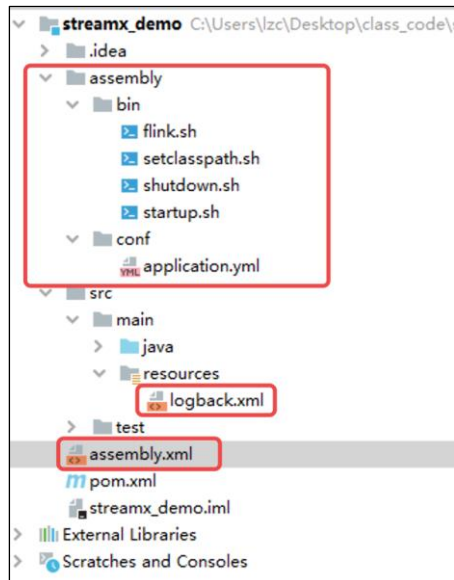 streamx_demo C:\Users\lzc\Desktop\class_code\
.idea
assembly
bin
flink.sh
setclasspath.sh
shutdown.sh
startup.sh
conf
YML application.yml
src
main
java
resources
logback.xml
test
assembly.xml
m pom.xml
streamx_demo.iml
External Libraries
Scratches and Consoles